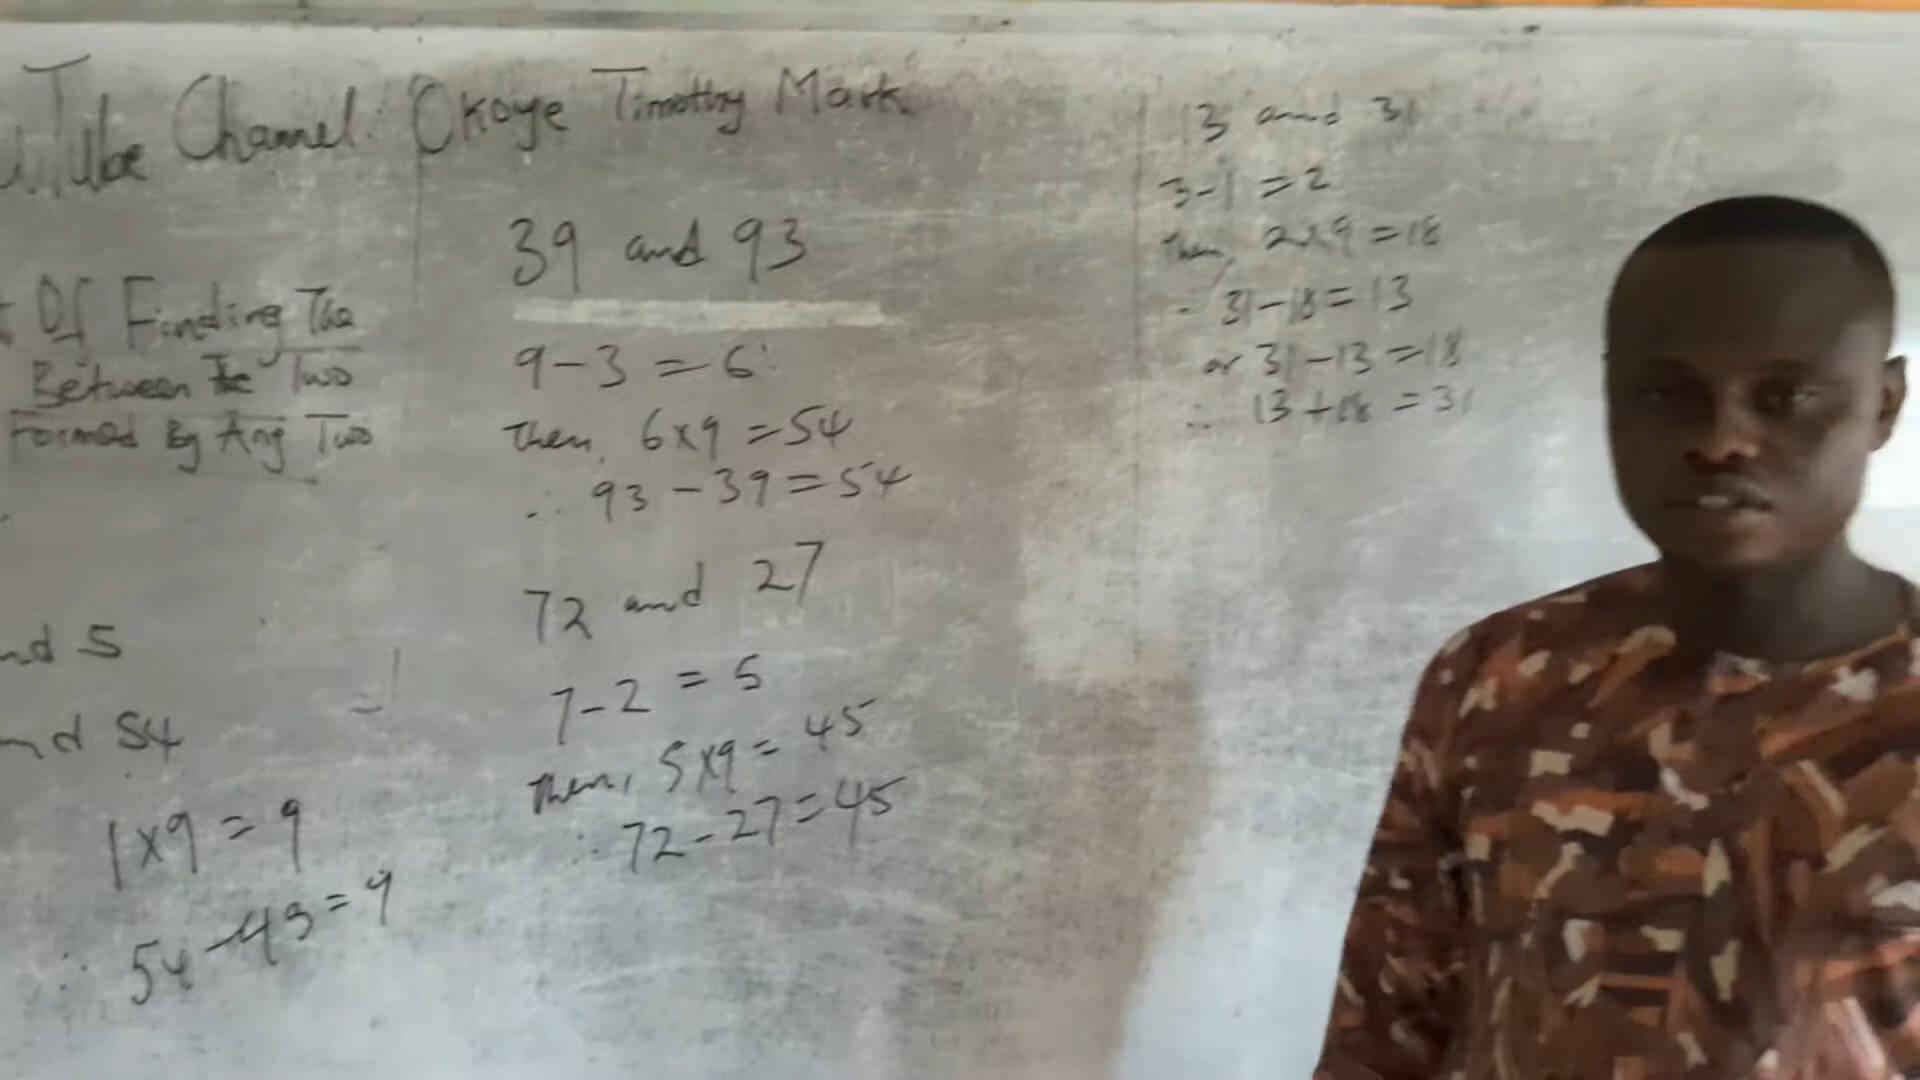 Tube Channel: Okoye Timothy Mark.
Of Finding The
Between The Two
Formed By Any Two
nd 5
nd 54
=1
1x9=9
∴ 54-45=9
39 and 93
9-3=6
Then, 6x9=54
∴ 93-39=54
72 and 27
7-2=5
Then, 5x9=45
∴ 72-27=45
13 and 31
3-1=2
Then, 2x9=18
∴ 31-18=13
or 31-13=18
∴ 13+18=31